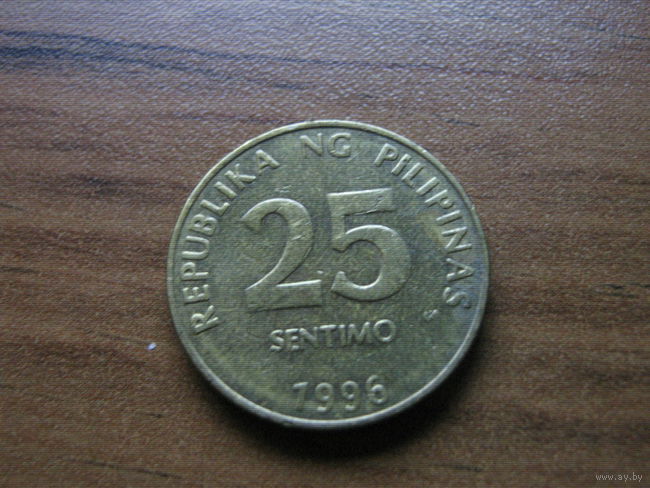 REPUBLIKA NG PILIPINAS
25
SENTIMO
1996
www.ay.by